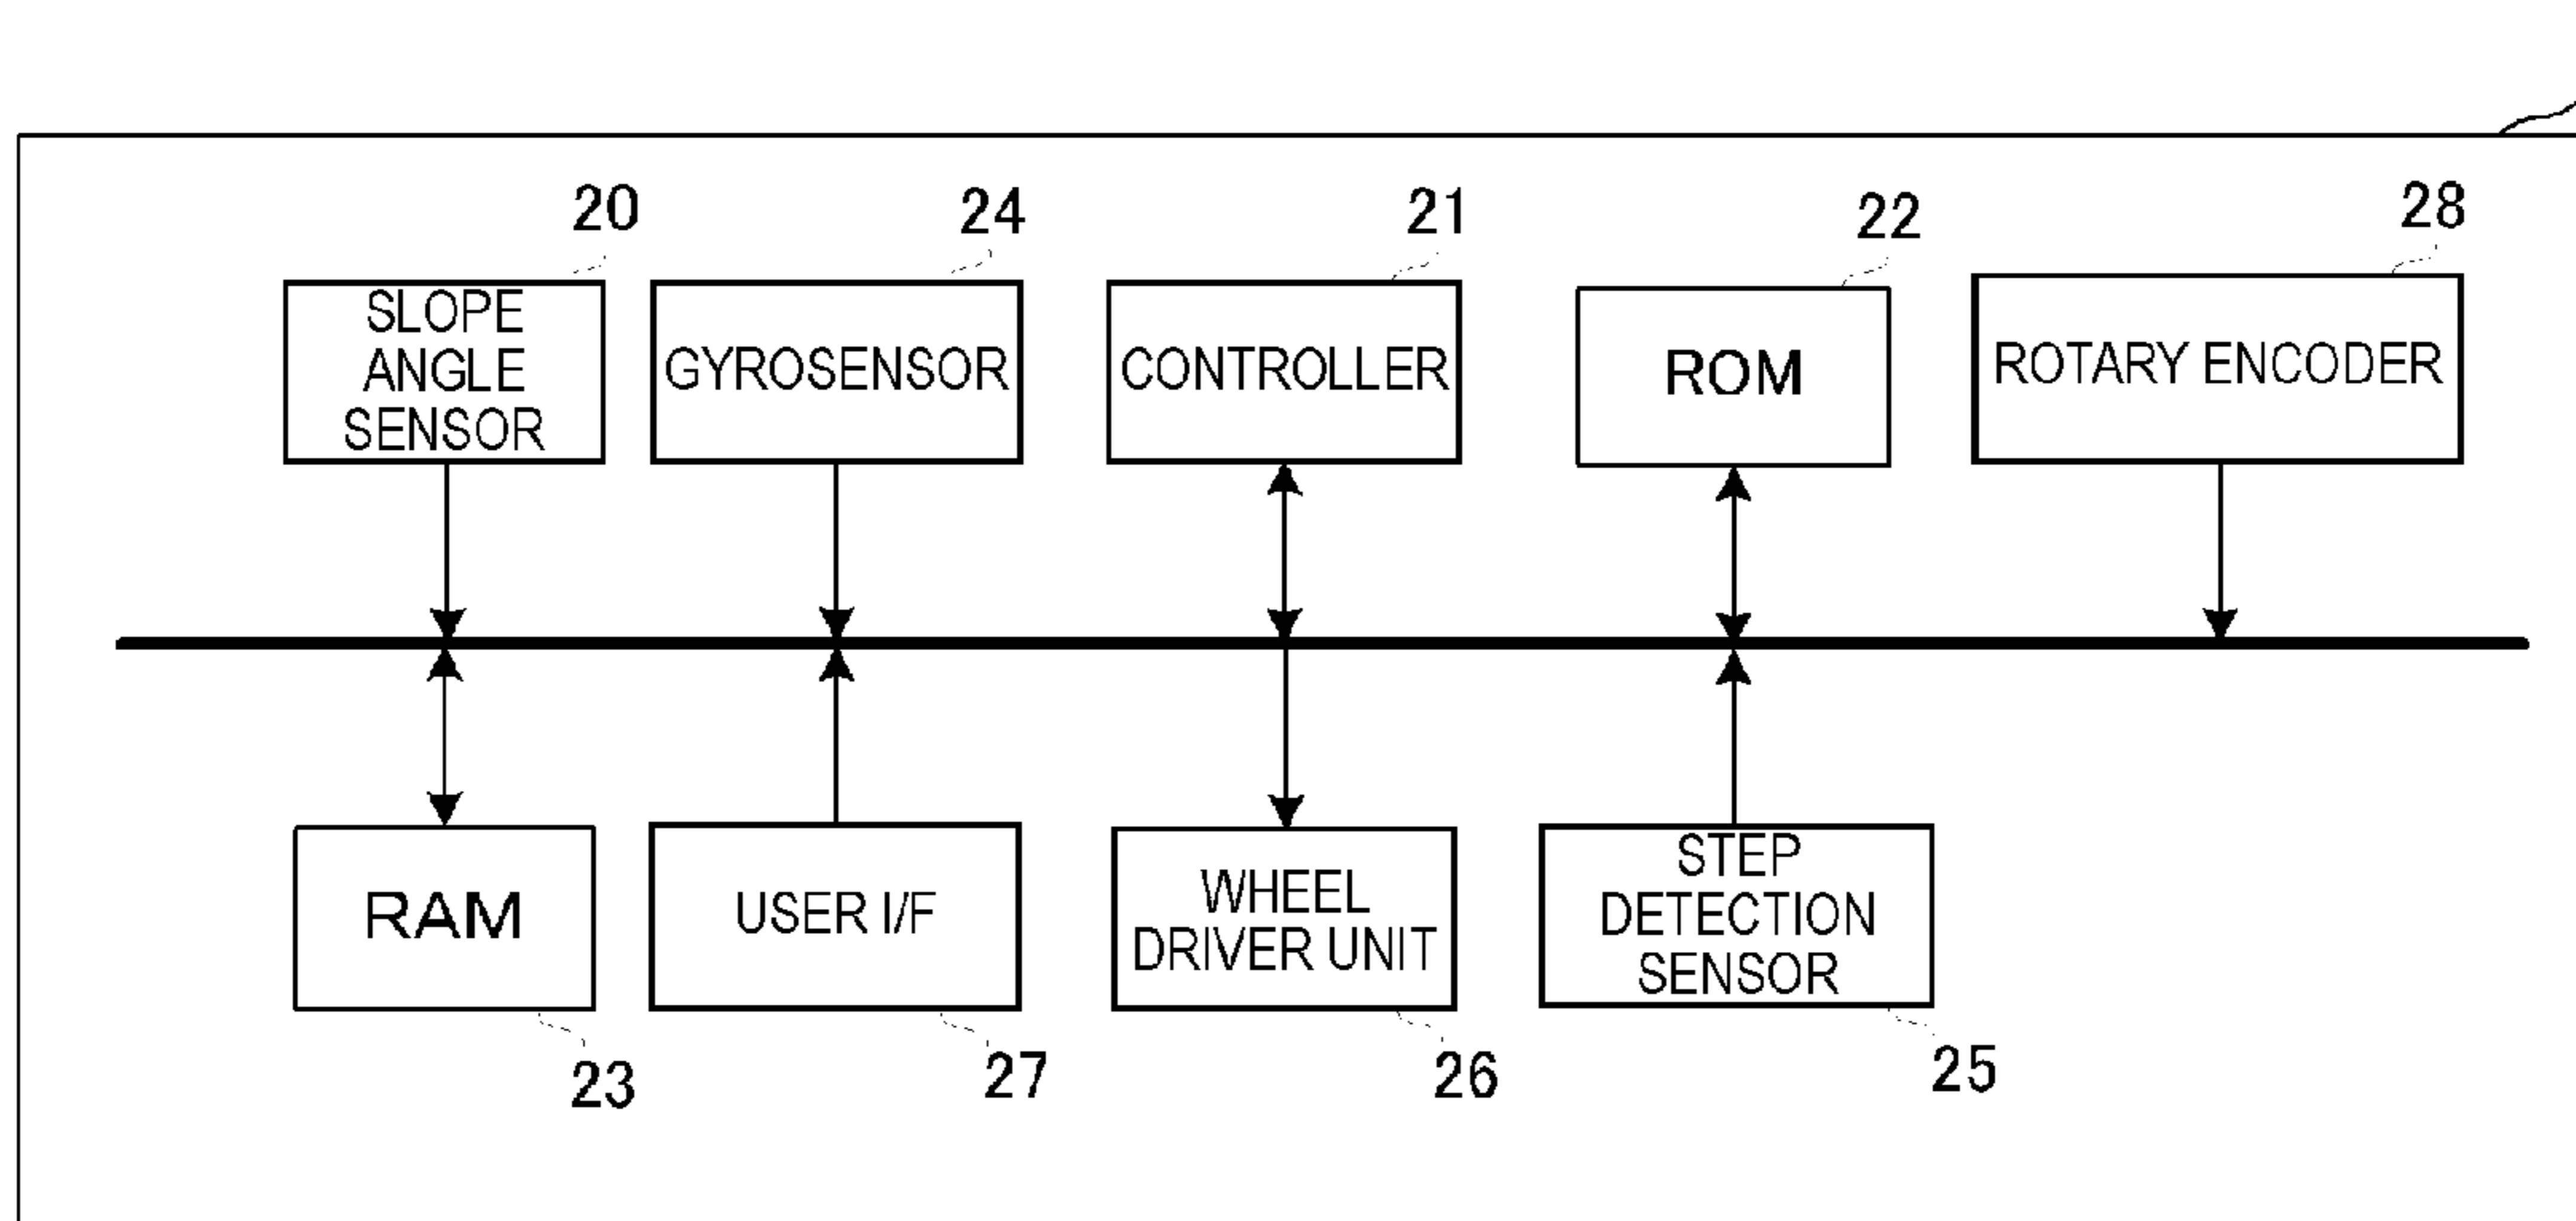 20
24
21
22
28
SLOPE
ANGLE
SENSOR
GYROSENSOR
CONTROLLER
ROM
ROTARY ENCODER
RAM
USER I/F
WHEEL
DRIVER UNIT
STEP
DETECTION
SENSOR
23
27
26
25